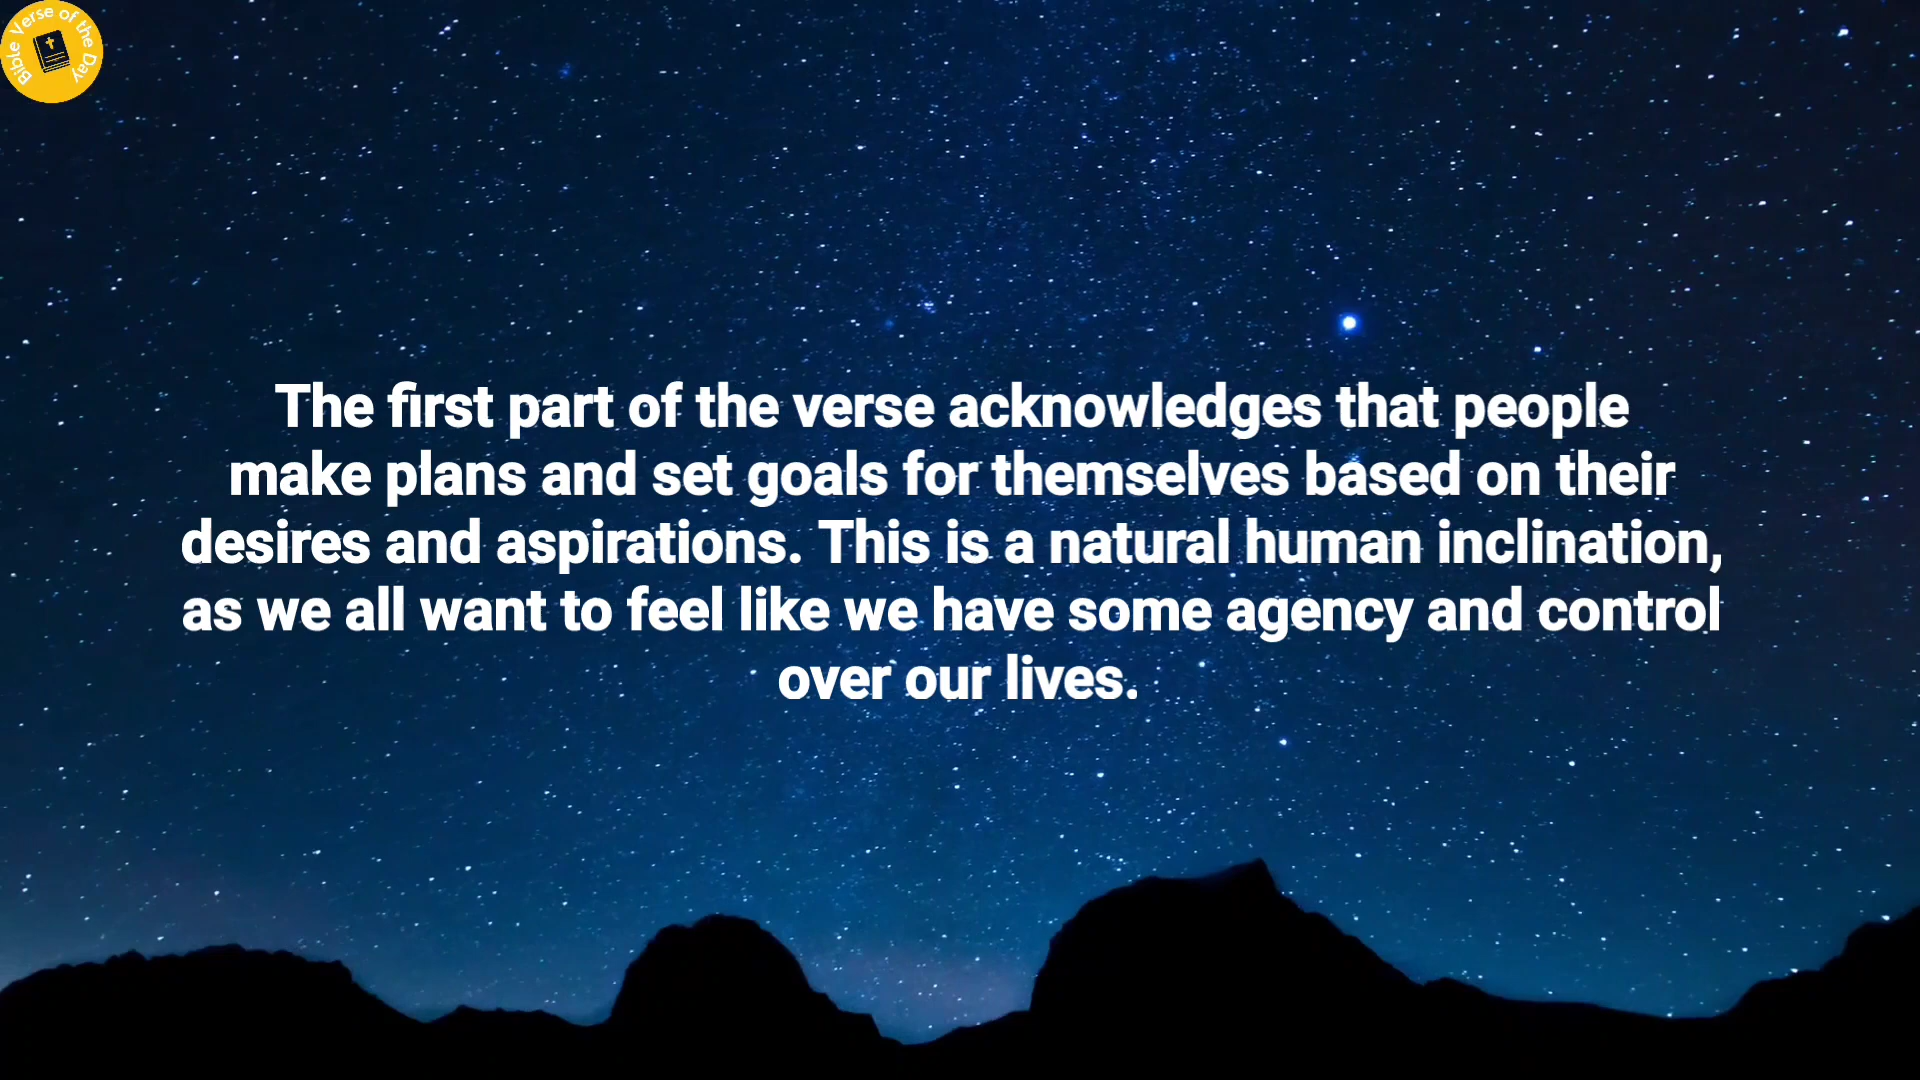 Bible Verse of the Day
The first part of the verse acknowledges that people
make plans and set goals for themselves based on their
desires and aspirations. This is a natural human inclination,
as we all want to feel like we have some agency and control
over our lives.